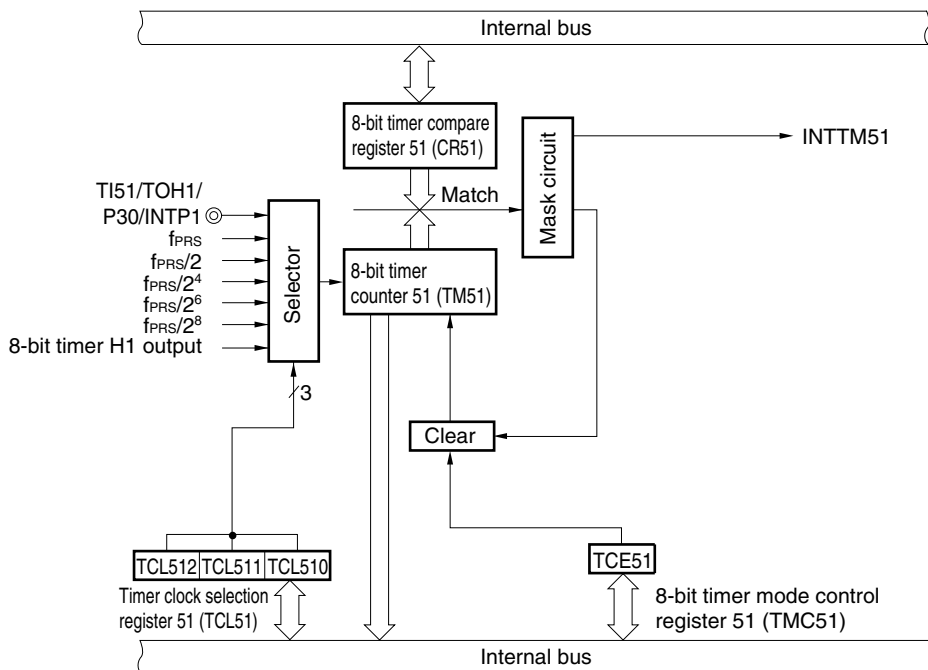 Internal bus
8-bit timer compare
register 51 (CR51)
Mask circuit
INTTM51
Match
TI51/TOH1/
P30/INTP1
fPRS
fPRS/2
fPRS/2⁴
fPRS/2⁶
fPRS/2⁸
8-bit timer H1 output
Selector
8-bit timer
counter 51 (TM51)
3
Clear
TCL512 TCL511 TCL510
Timer clock selection
register 51 (TCL51)
TCE51
8-bit timer mode control
register 51 (TMC51)
Internal bus